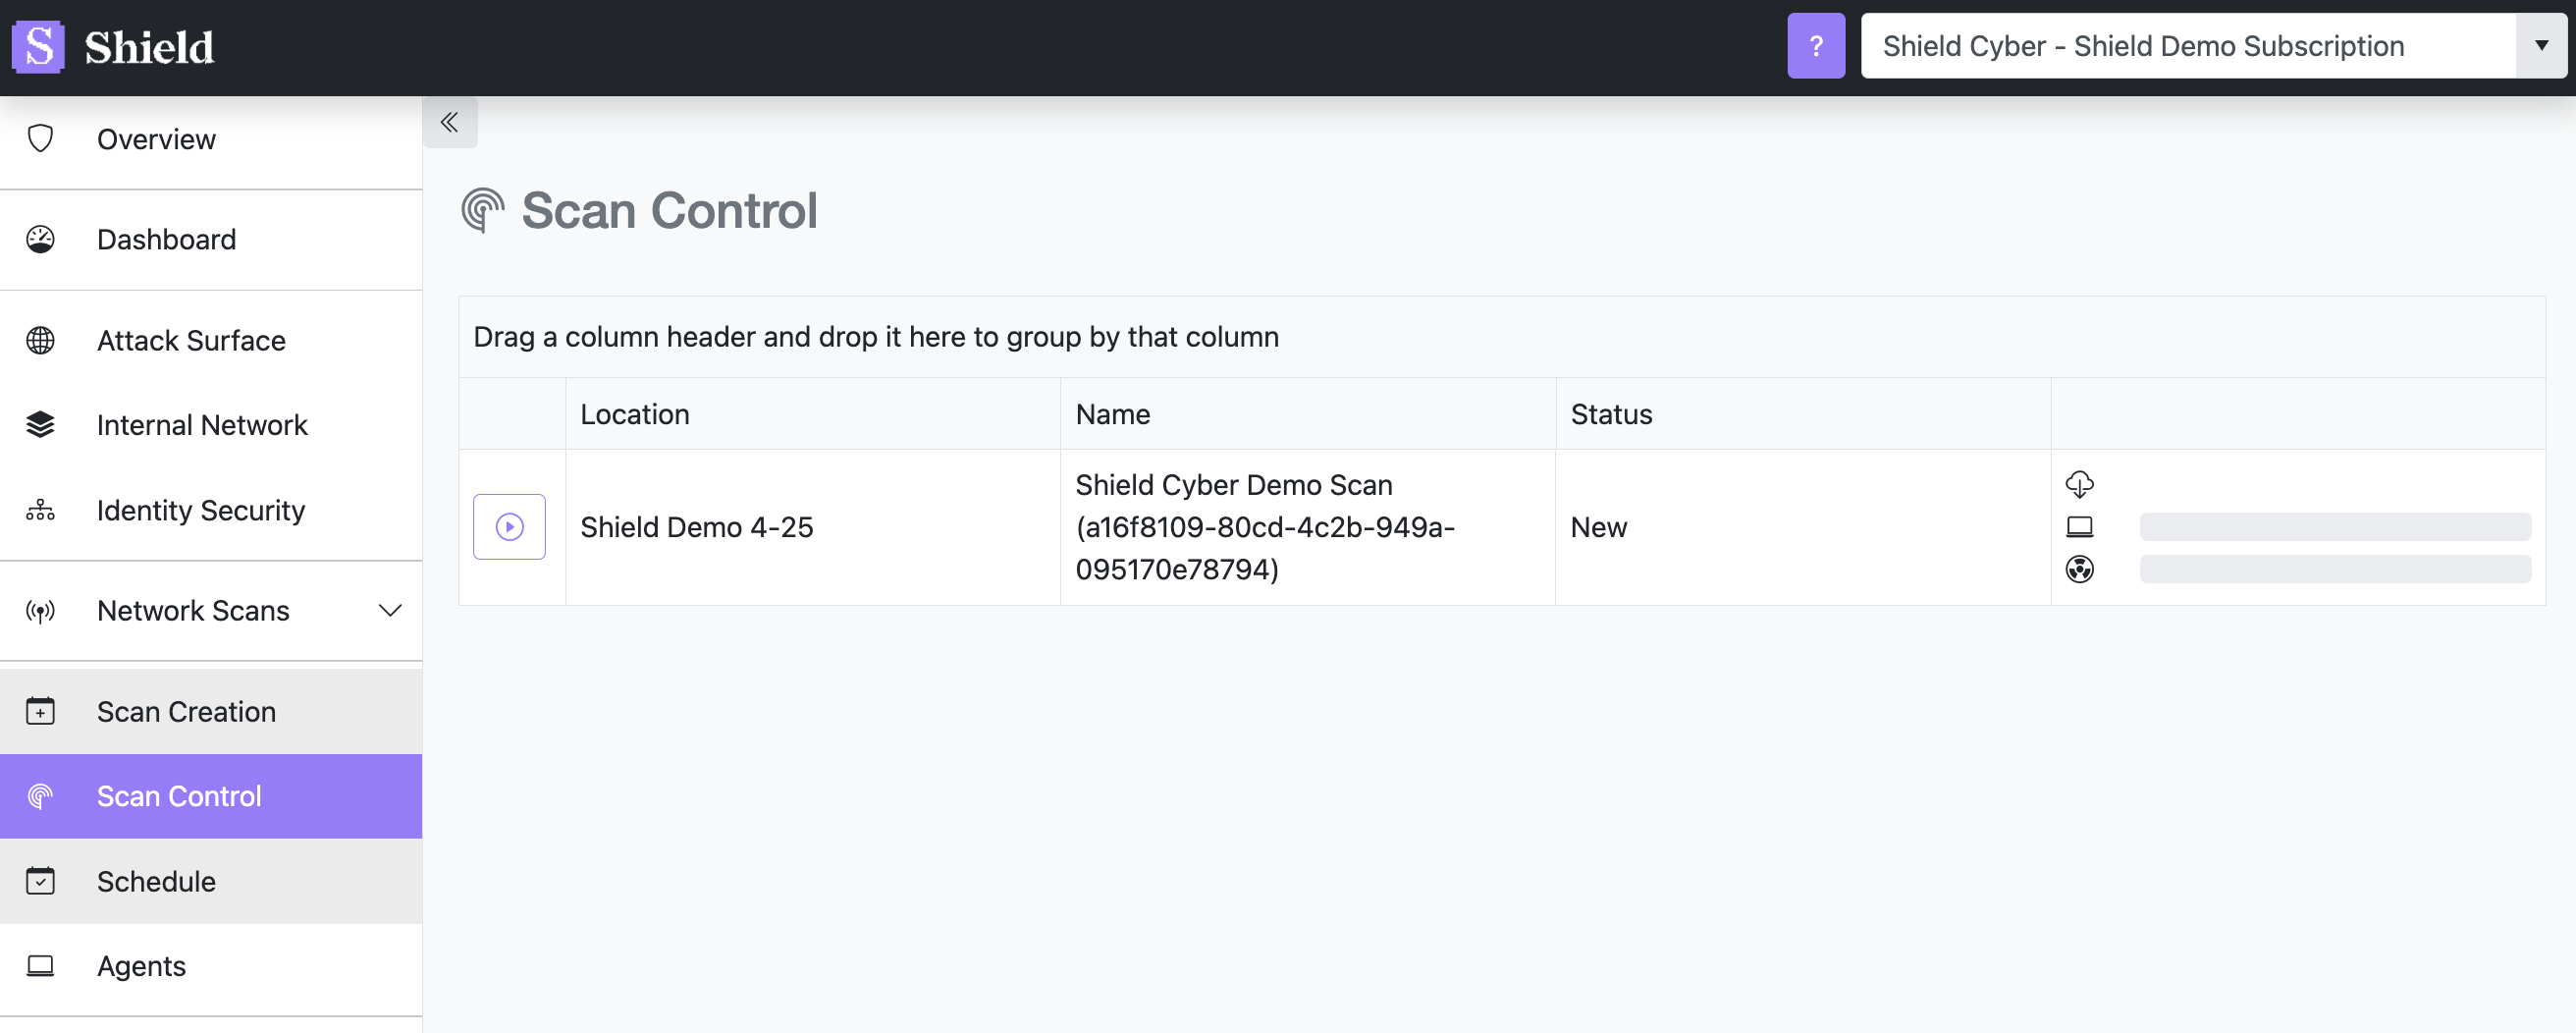 S Shield
? Shield Cyber - Shield Demo Subscription
Overview
Dashboard
Attack Surface
Internal Network
Identity Security
Network Scans
Scan Creation
Scan Control
Schedule
Agents
Scan Control
Drag a column header and drop it here to group by that column
Location Name Status
Shield Demo 4-25
Shield Cyber Demo Scan
(a16f8109-80cd-4c2b-949a-
095170e78794)
New